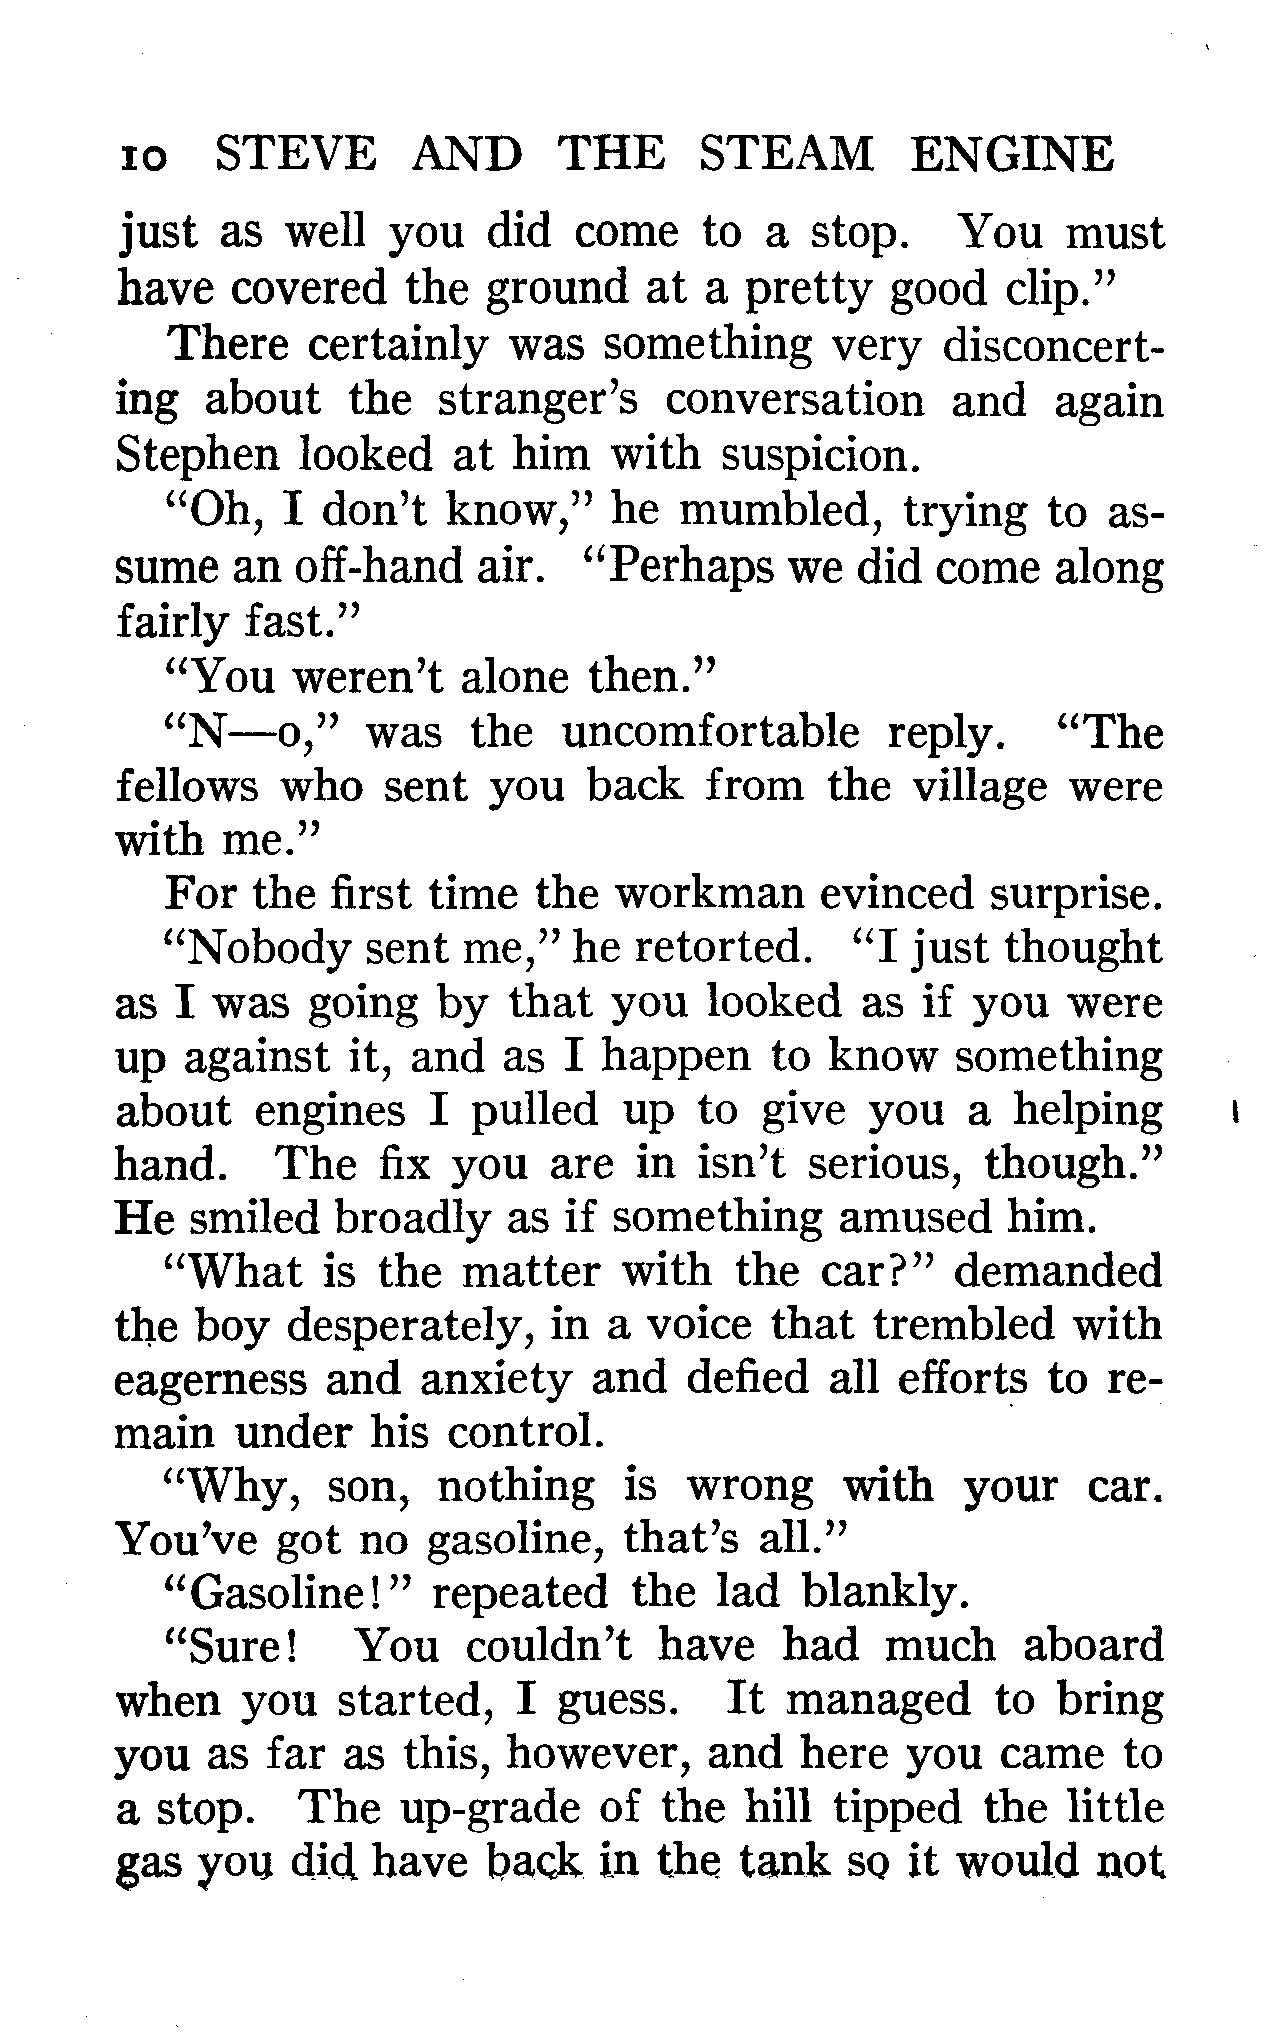 10 STEVE AND THE STEAM ENGINE
just as well you did come to a stop. You must
have covered the ground at a pretty good clip.”
There certainly was something very disconcert-
ing about the stranger’s conversation and again
Stephen looked at him with suspicion.
“Oh, I don’t know,” he mumbled, trying to as-
sume an off-hand air. “Perhaps we did come along
fairly fast.”
“You weren’t alone then.”
“N—o,” was the uncomfortable reply. “The
fellows who sent you back from the village were
with me.”
For the first time the workman evinced surprise.
“Nobody sent me,” he retorted. “I just thought
as I was going by that you looked as if you were
up against it, and as I happen to know something
about engines I pulled up to give you a helping
hand. The fix you are in isn’t serious, though.”
He smiled broadly as if something amused him.
“What is the matter with the car?” demanded
the boy desperately, in a voice that trembled with
eagerness and anxiety and defied all efforts to re-
main under his control.
“Why, son, nothing is wrong with your car.
You’ve got no gasoline, that’s all.”
“Gasoline!” repeated the lad blankly.
“Sure! You couldn’t have had much aboard
when you started, I guess. It managed to bring
you as far as this, however, and here you came to
a stop. The up-grade of the hill tipped the little
gas you did have back in the tank so it would not